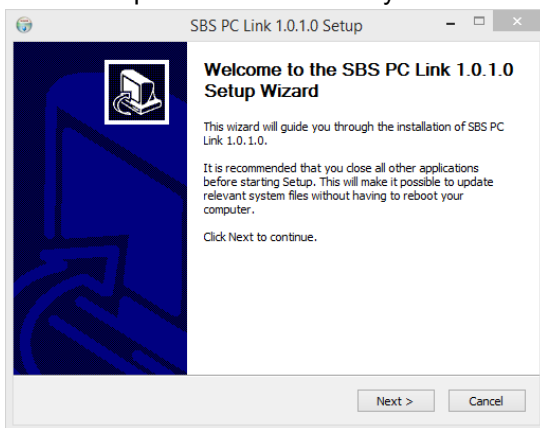 SBS PC Link 1.0.1.0 Setup
Welcome to the SBS PC Link 1.0.1.0
Setup Wizard
This wizard will guide you through the installation of SBS PC
Link 1.0.1.0.
It is recommended that you close all other applications
before starting Setup. This will make it possible to update
relevant system files without having to reboot your
computer.
Click Next to continue.
Next >
Cancel